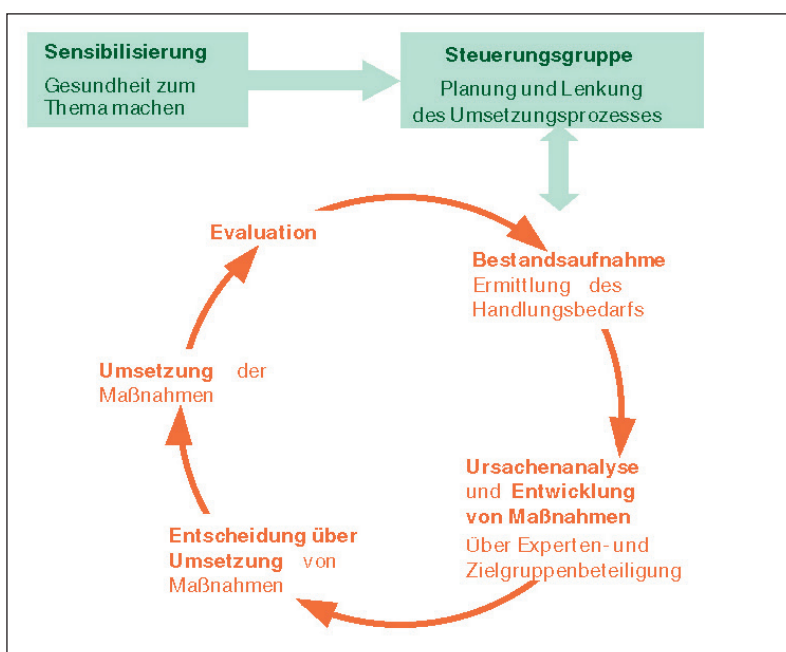 Sensibilisierung
Gesundheit zum
Thema machen
Steuerungsgruppe
Planung und Lenkung
des Umsetzungsprozesses
Evaluation
Bestandsaufnahme
Ermittlung des
Handlungsbedarfs
Umsetzung der
Maßnahmen
Ursachenanalyse
und Entwicklung
von Maßnahmen
Über Experten- und
Zielgruppenbeteiligung
Entscheidung über
Umsetzung von
Maßnahmen